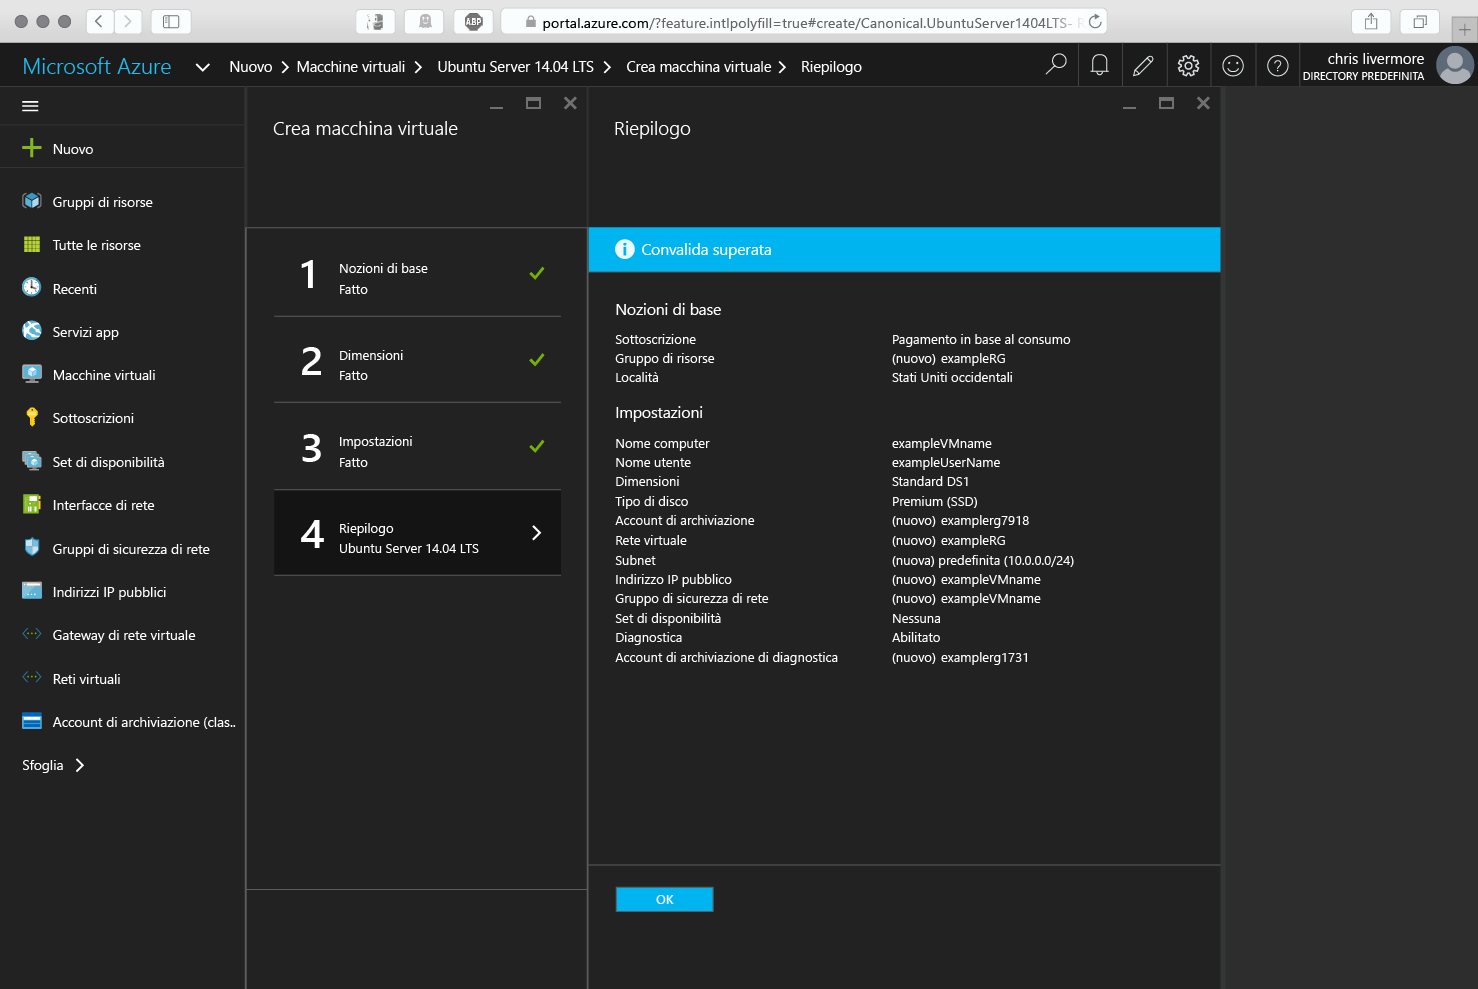 ABP
portal.azure.com/?feature.intlpolyfill=true#create/Canonical.UbuntuServer1404LTS-
Microsoft Azure
Nuovo > Macchine virtuali > Ubuntu Server 14.04 LTS > Crea macchina virtuale > Riepilogo
chris livermore
DIRECTORY PREDEFINITA
Nuovo
Gruppi di risorse
Tutte le risorse
Recenti
Servizi app
Macchine virtuali
Sottoscrizioni
Set di disponibilità
Interfacce di rete
Gruppi di sicurezza di rete
Indirizzi IP pubblici
Gateway di rete virtuale
Reti virtuali
Account di archiviazione (clas..
Sfoglia >
Crea macchina virtuale
1 Nozioni di base
Fatto
2 Dimensioni
Fatto
3 Impostazioni
Fatto
4 Riepilogo
Ubuntu Server 14.04 LTS
Riepilogo
Convalida superata
Nozioni di base
Sottoscrizione Pagamento in base al consumo
Gruppo di risorse (nuovo) exampleRG
Località Stati Uniti occidentali
Impostazioni
Nome computer exampleVMname
Nome utente exampleUserName
Dimensioni Standard DS1
Tipo di disco Premium (SSD)
Account di archiviazione (nuovo) examplerg7918
Rete virtuale (nuovo) exampleRG
Subnet (nuova) predefinita (10.0.0.0/24)
Indirizzo IP pubblico (nuovo) exampleVMname
Gruppo di sicurezza di rete (nuovo) exampleVMname
Set di disponibilità Nessuna
Diagnostica Abilitato
Account di archiviazione di diagnostica (nuovo) examplerg1731
OK